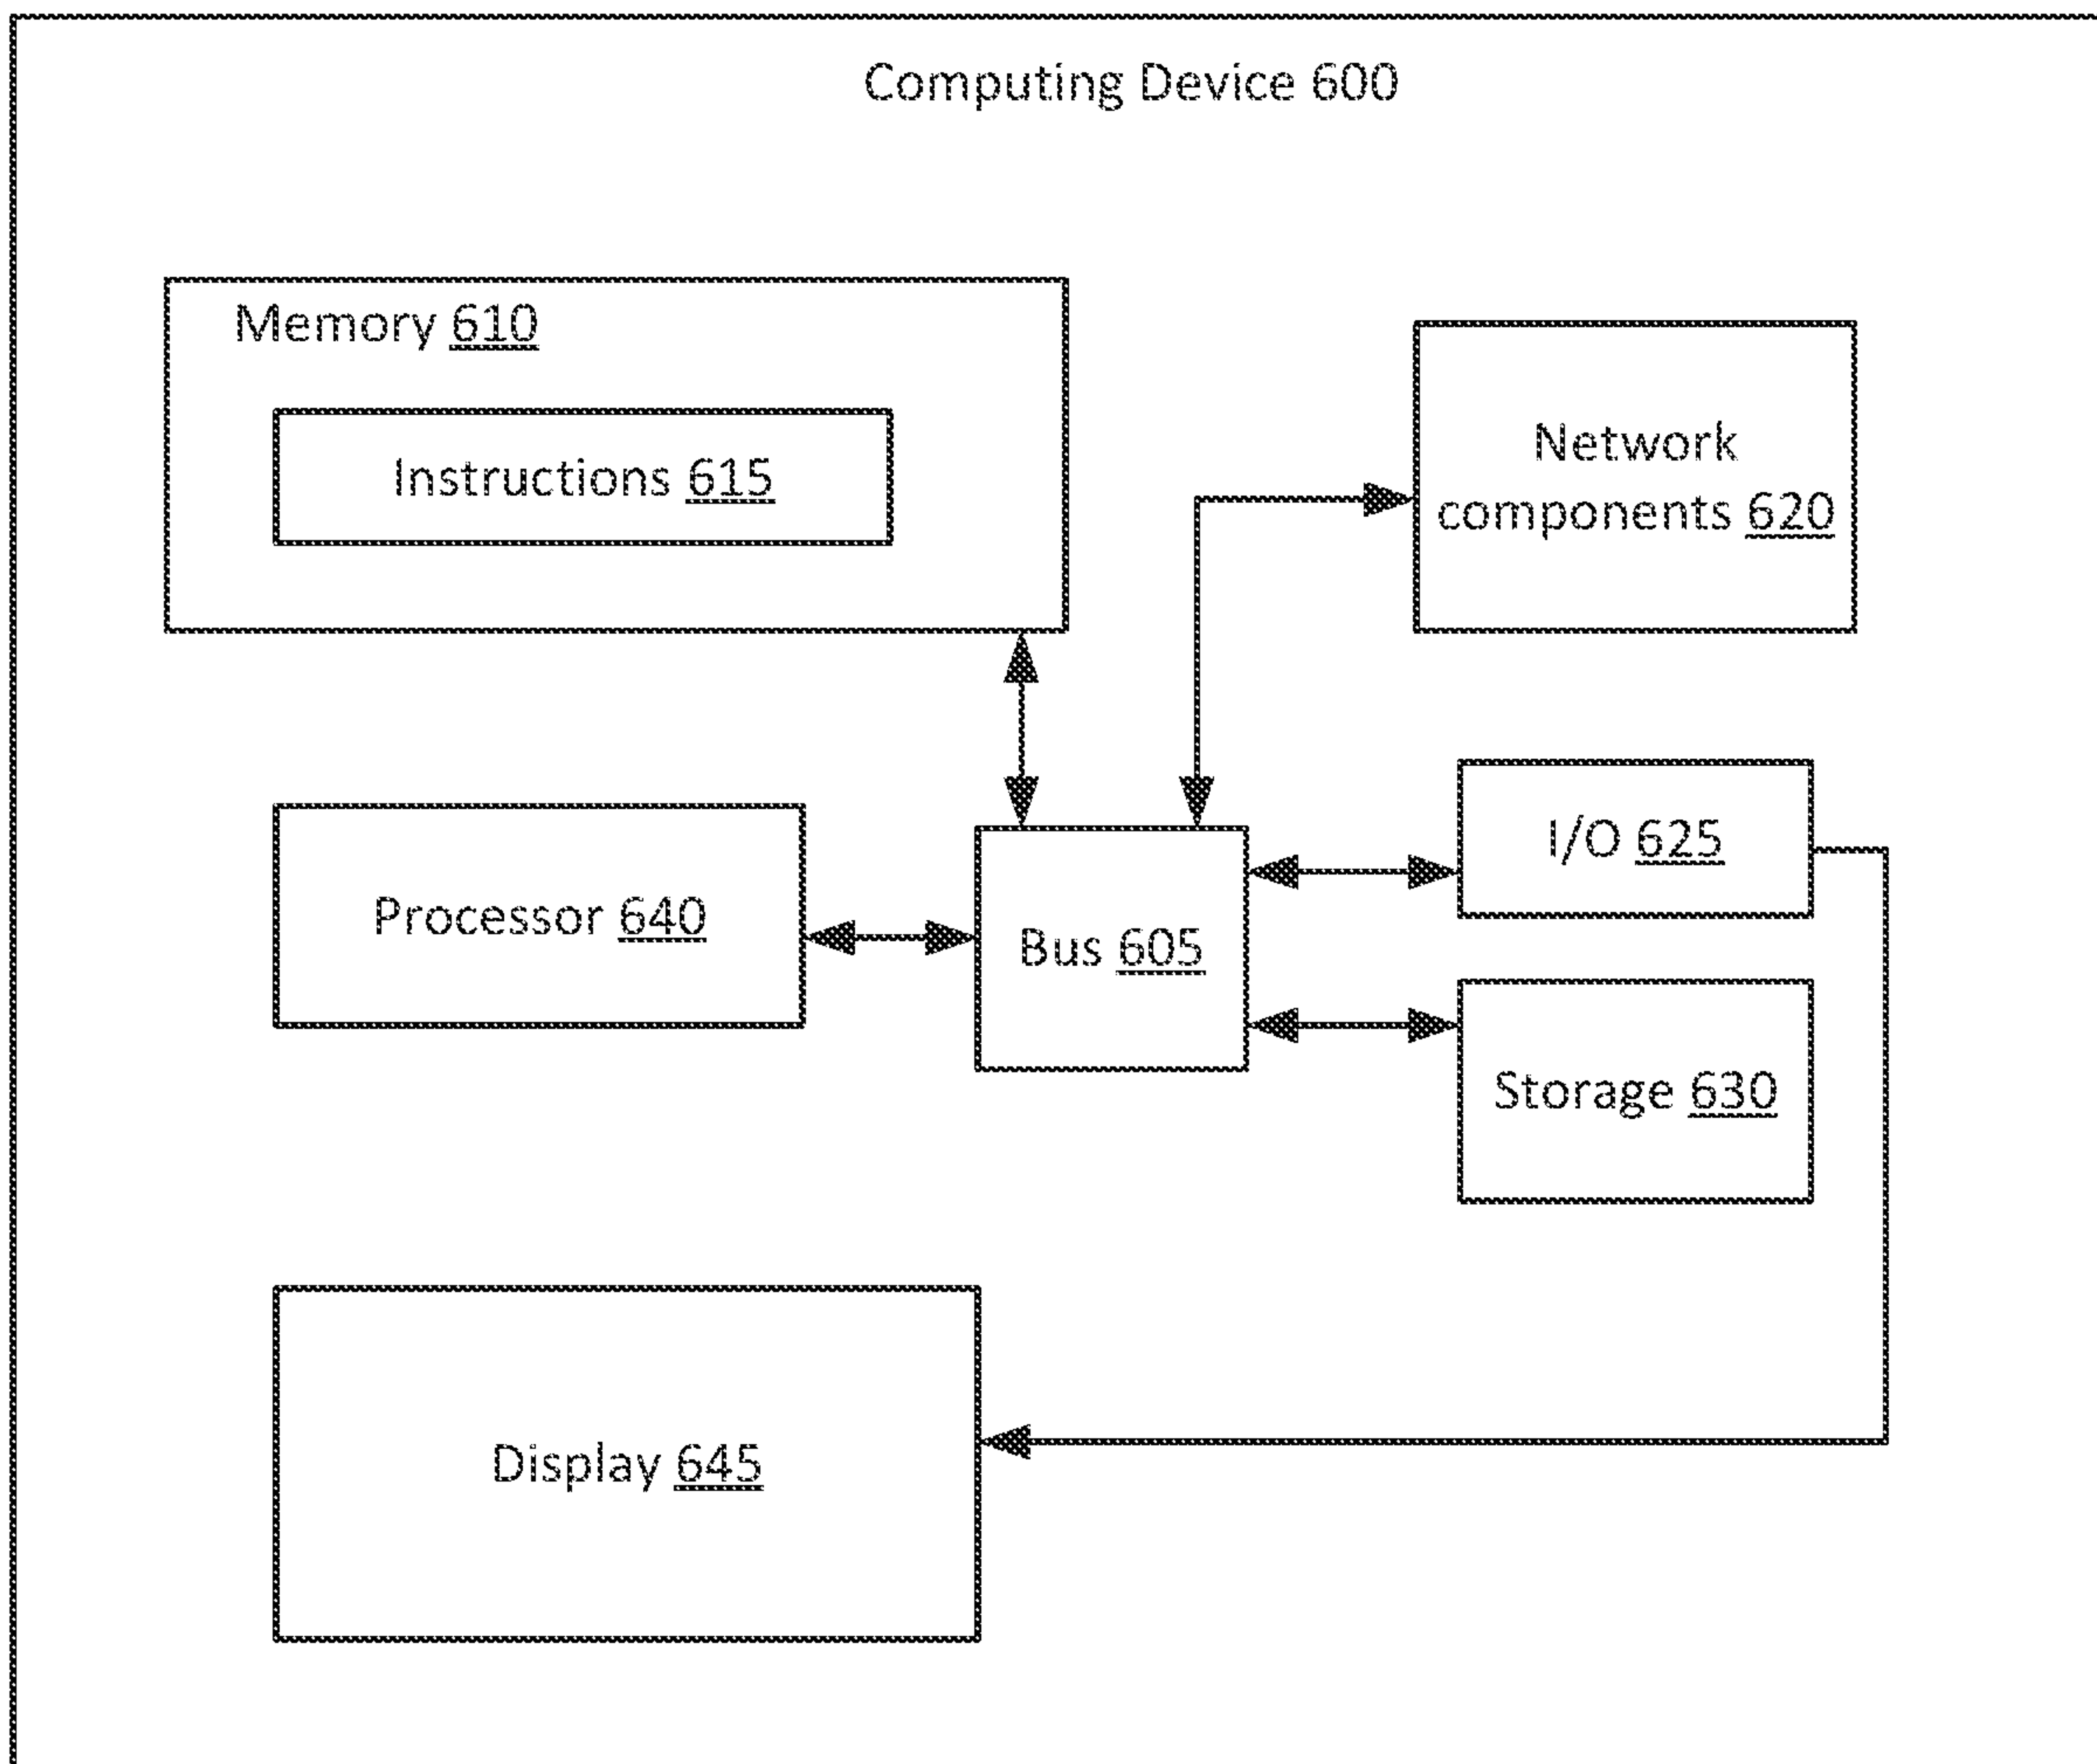 Computing Device 600
Memory 610
Instructions 615
Network
components 620
I/O 625
Processor 640
Bus 605
Storage 630
Display 645